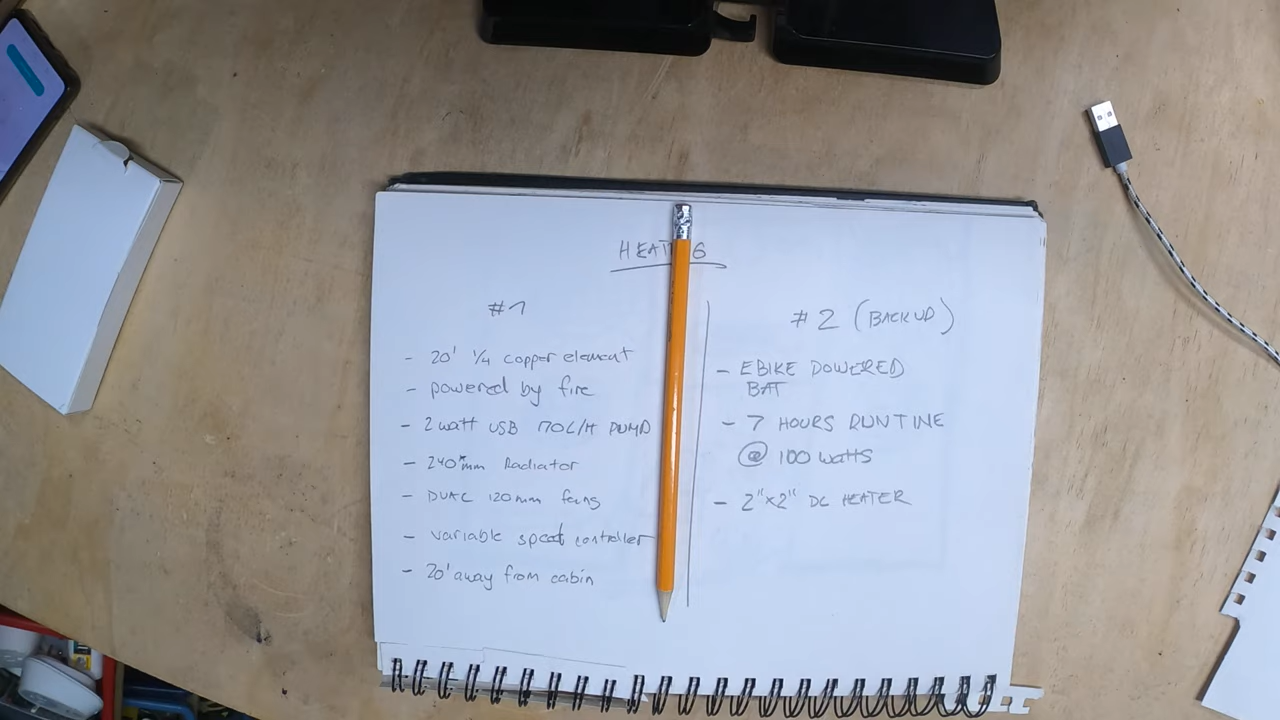 HEAT G
#1
- 20' 1/4 copper element
- powered by fire
- 2 watt USB 170L/H PUMP
- 240mm Radiator
- DUAL 120mm fans
- variable speed controller
- 20' away from cabin
#2 (BACKUP)
- EBIKE POWERED
BAT
- 7 HOURS RUNTINE
@ 100 watts
- 2"x2" DC HEATER